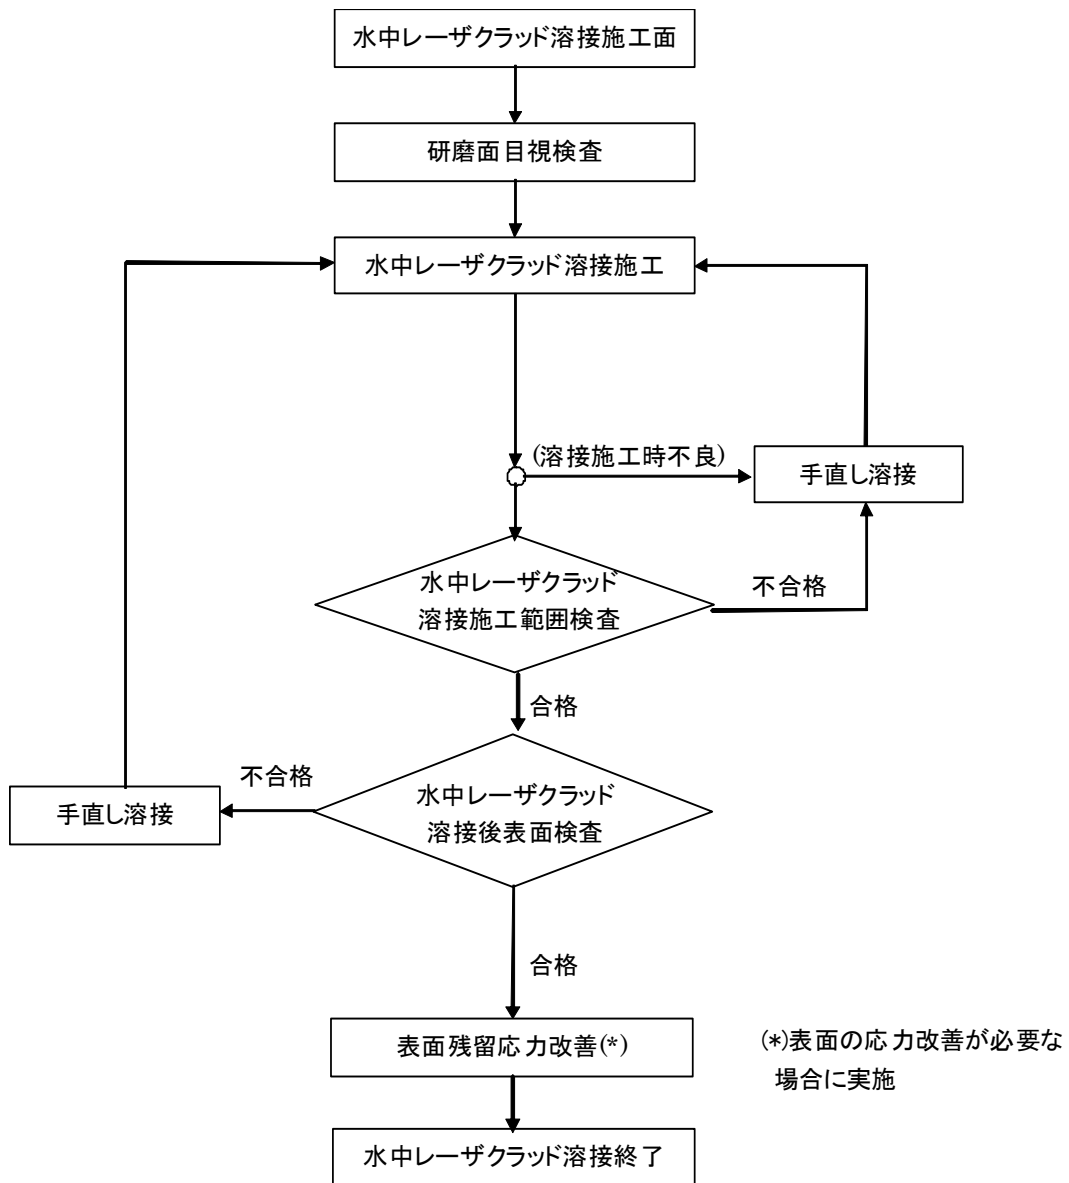 水中レーザクラッド溶接施工面
研磨面目視検査
水中レーザクラッド溶接施工
(溶接施工時不良)
手直し溶接
水中レーザクラッド
溶接施工範囲検査
不合格
合格
不合格
手直し溶接
水中レーザクラッド
溶接後表面検査
合格
表面残留応力改善(*)
(*)表面の応力改善が必要な
場合に実施
水中レーザクラッド溶接終了